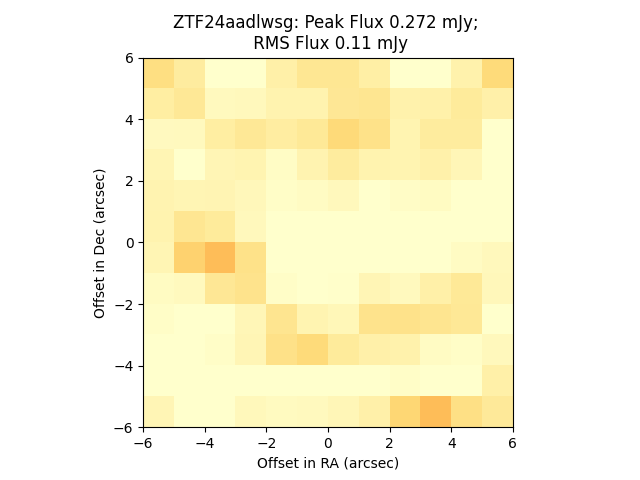 ZTF24aadlwsg: Peak Flux 0.272 mJy;
RMS Flux 0.11 mJy
6
4
2
0
−2
−4
−6
Offset in Dec (arcsec)
−6 −4 −2 0 2 4 6
Offset in RA (arcsec)